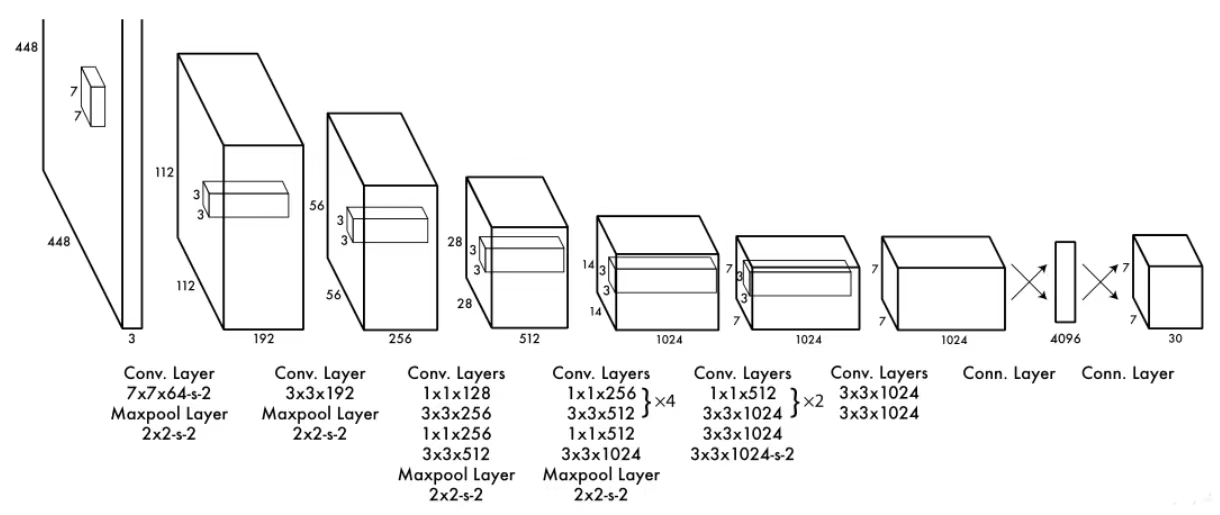 448
448
7
7
3
112
112
3
3
192
56
56
3
3
256
28
28
3
3
512
14
14
3
3
1024
7
7
3
3
1024
7
7
1024
4096
7
7
30
Conv. Layer
7x7x64-s-2
Maxpool Layer
2x2-s-2
Conv. Layer
3x3x192
Maxpool Layer
2x2-s-2
Conv. Layers
1x1x128
3x3x256
1x1x256
3x3x512
Maxpool Layer
2x2-s-2
Conv. Layers
1x1x256
3x3x512
}×4
1x1x512
3x3x1024
Maxpool Layer
2x2-s-2
Conv. Layers
1x1x512
3x3x1024
}×2
3x3x1024
3x3x1024-s-2
Conv. Layers
3x3x1024
3x3x1024
Conn. Layer
Conn. Layer